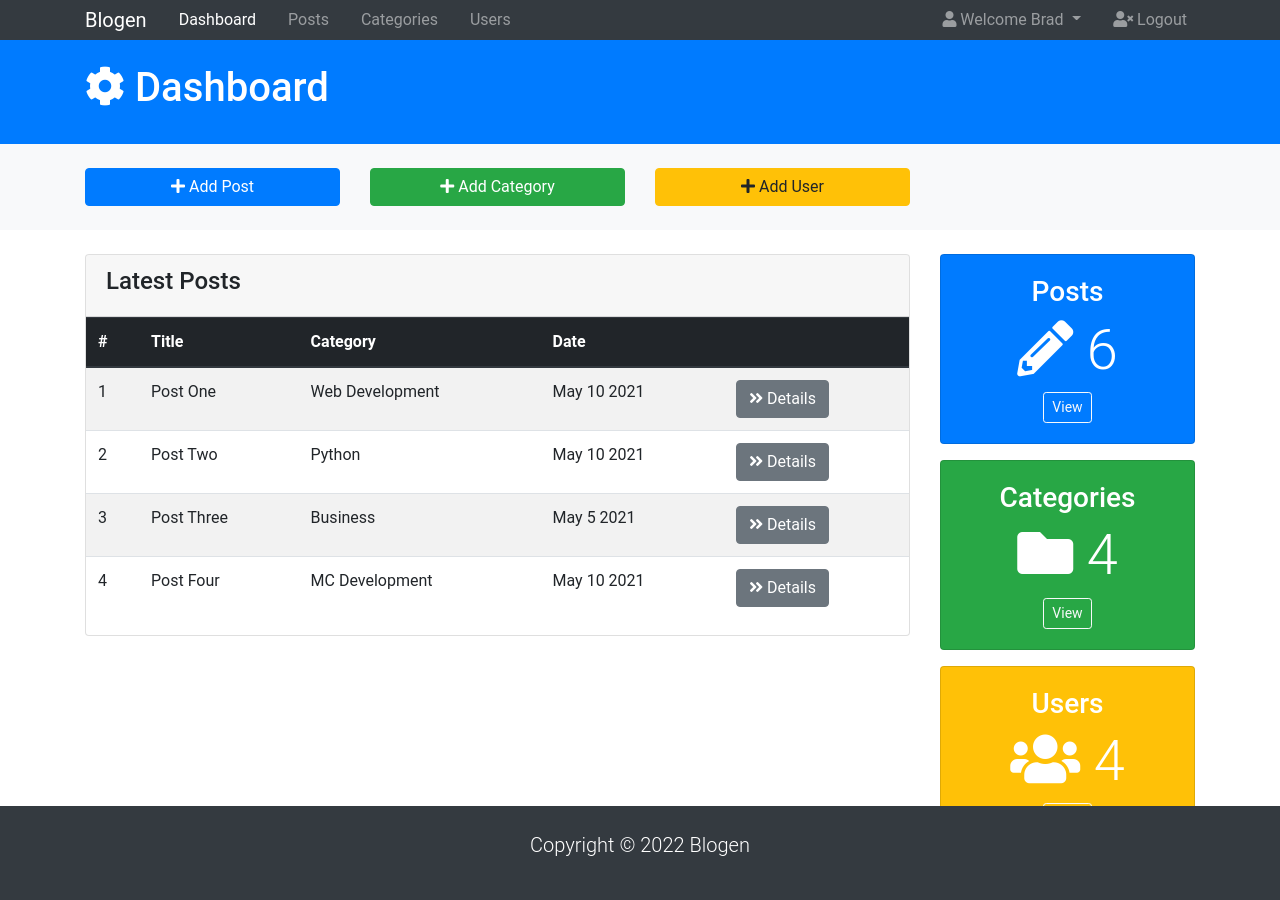 Blogen Dashboard Posts Categories Users Welcome Brad Logout
Dashboard
Add Post Add Category Add User
Latest Posts
# Title Category Date
1 Post One Web Development May 10 2021 Details
2 Post Two Python May 10 2021 Details
3 Post Three Business May 5 2021 Details
4 Post Four MC Development May 10 2021 Details
Posts
6
View
Categories
4
View
Users
4
Copyright © 2022 Blogen